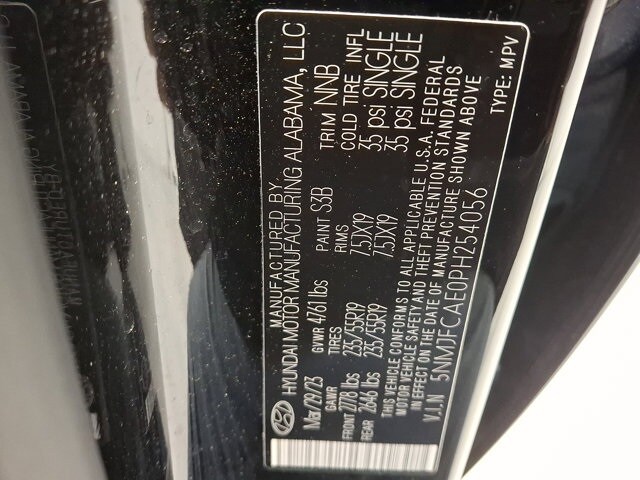 MANUFACTURED BY
HYUNDAI MOTOR MANUFACTURING ALABAMA, LLC
Mar/29/23 GVWR 4761 lbs PAINT S3B TRIM NNB
GAWR TIRES RIMS COLD TIRE INFL
FRONT 2778 lbs 235/55R19 7.5JX19 35 psi SINGLE
REAR 2646 lbs 235/55R19 7.5JX19 35 psi SINGLE
THIS VEHICLE CONFORMS TO ALL APPLICABLE U.S.A. FEDERAL
MOTOR VEHICLE SAFETY AND THEFT PREVENTION STANDARDS
IN EFFECT ON THE DATE OF MANUFACTURE SHOWN ABOVE
V.I.N 5NMJFCAE0PH254056 TYPE: MPV